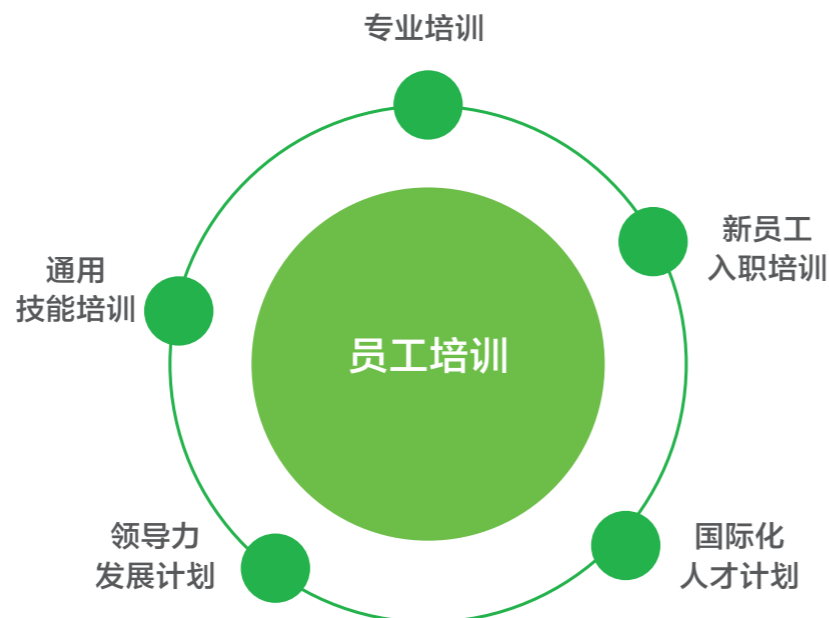 专业培训
新员工
入职培训
通用
技能培训
员工培训
领导力
发展计划
国际化
人才计划